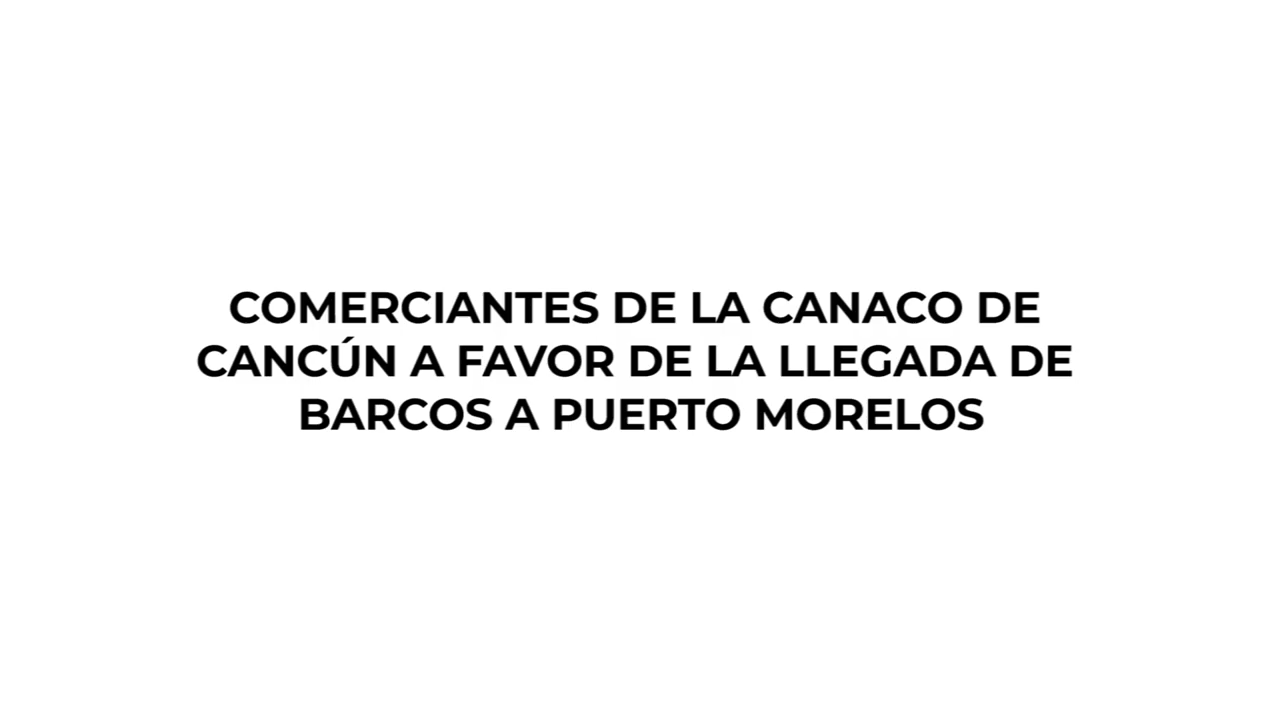 COMERCIANTES DE LA CANACO DE
CANCÚN A FAVOR DE LA LLEGADA DE
BARCOS A PUERTO MORELOS